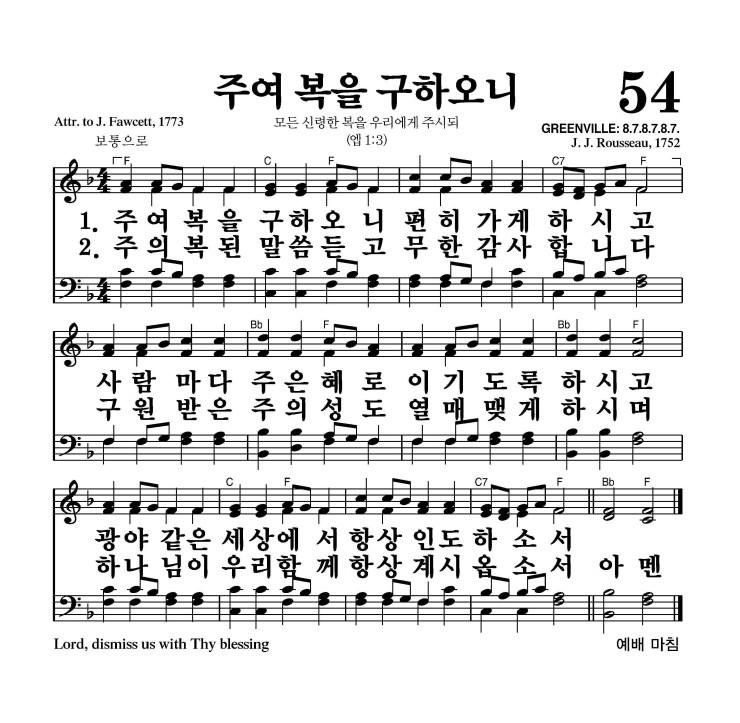 주여 복을 구하오니 54
Attr. to J. Fawcett, 1773
모든 신령한 복을 우리에게 주시되
GREENVILLE: 8.7.8.7.8.7.
보통으로
(엡 1:3)
J. J. Rousseau, 1752
F C F C7 F
1. 주 여 복 을 구 하 오 니 편 히 가 게 하 시 고
2. 주 의 복 된 말 씀 듣 고 무 한 감 사 합 니 다
Bb F Bb F
사 람 마 다 주 은 혜 로 이 기 도 록 하 시 고
구 원 받 은 주 의 성 도 열 매 맺 게 하 시 며
C F C7 F Bb F
광 야 같 은 세 상 에 서 항 상 인 도 하 소 서
하 나 님 이 우 리 함 께 항 상 계 시 옵 소 서 아 멘
Lord, dismiss us with Thy blessing
예배 마침